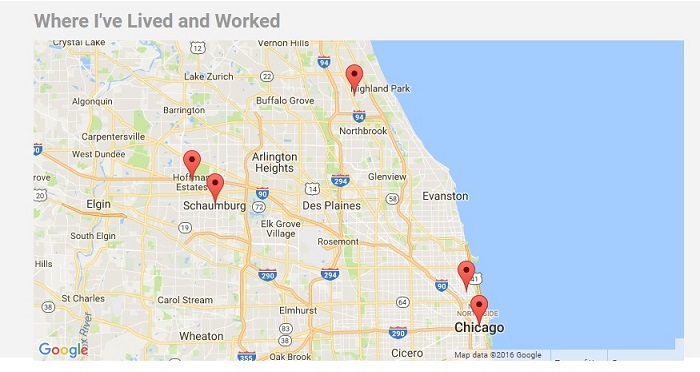 Where I've Lived and Worked
Crystal Lake
12
Vernon Hills
94
Lake Zurich
22
Highland Park
Algonquin
Buffalo Grove
Barrington
94
Carpentersville
Northbrook
90
West Dundee
Arlington
Heights
Hoffman
Estates
294
14
Glenview
Evanston
20
Elgin
Schaumburg
90
72
Des Plaines
58
19
Elk Grove
Village
South Elgin
Rosemont
Hills
290
294
90
41
St Charles
Carol Stream
64
Elmhurst
Chicago
Fox River
Wheaton
83
38
290
Google
355
Oak Brook
Cicero
Map data ©2016 Google